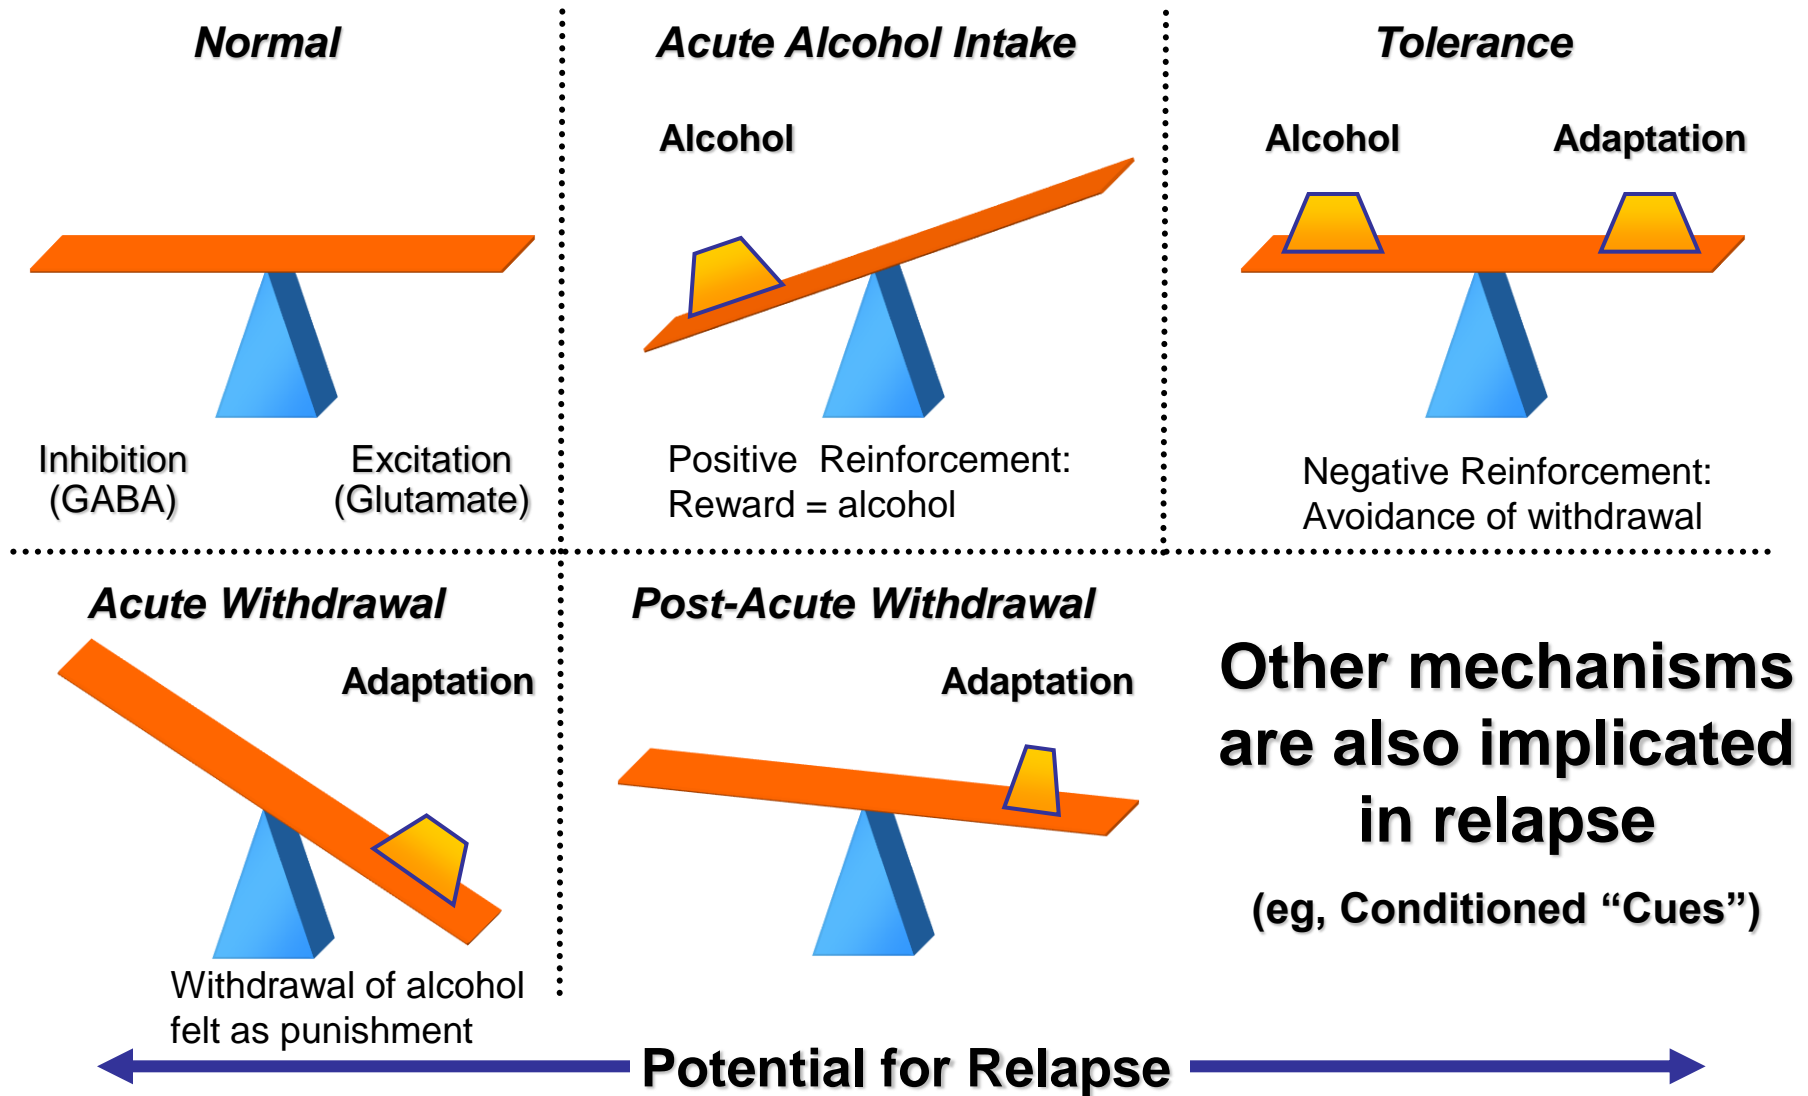 Normal
Acute Alcohol Intake
Tolerance
Alcohol
Alcohol
Adaptation
Inhibition
(GABA)
Excitation
(Glutamate)
Positive Reinforcement:
Reward = alcohol
Negative Reinforcement:
Avoidance of withdrawal
Acute Withdrawal
Adaptation
Withdrawal of alcohol
felt as punishment
Post-Acute Withdrawal
Adaptation
Other mechanisms
are also implicated
in relapse
(eg, Conditioned “Cues”)
Potential for Relapse